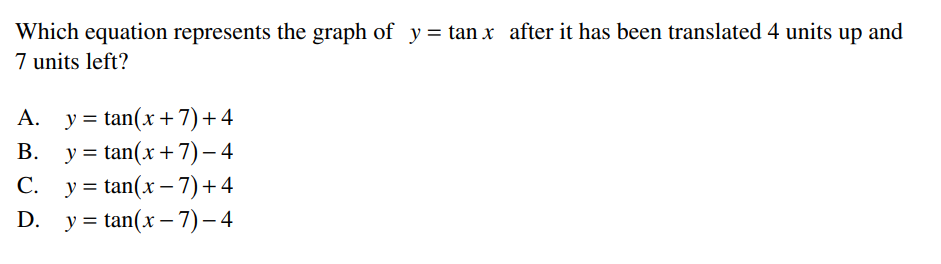 Which equation represents the graph of y = tan x after it has been translated 4 units up and
7 units left?
A. y = tan(x + 7) + 4
B. y = tan(x + 7) – 4
C. y = tan(x – 7) + 4
D. y = tan(x – 7) – 4